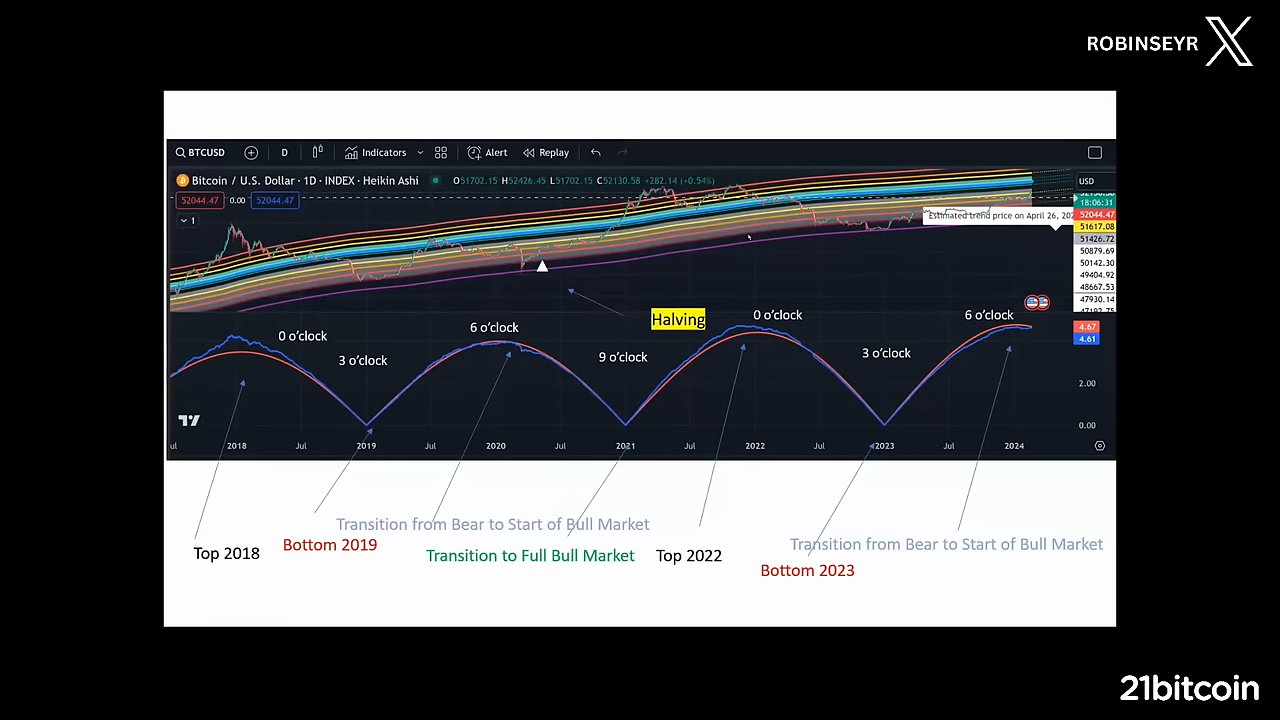 ROBINSEYR X
BTCUSD D Indicators Alert Replay
Bitcoin / U.S. Dollar · 1D · INDEX · Heikin Ashi O51702.15 H52426.45 L51702.15 C52130.58 +282.14 (+0.54%) USD
52044.47 0.00 52044.47
18:06:31
52044.47
1
Estimated trend price on April 26,
51617.08
51426.72
50879.69
50142.30
49404.92
48667.53
47930.14
Halving
0 o'clock
6 o'clock
0 o'clock
6 o'clock
3 o'clock
9 o'clock
3 o'clock
4.67
4.61
2.00
0.00
2018 Jul 2019 Jul 2020 Jul 2021 Jul 2022 Jul 2023 Jul 2024
Transition from Bear to Start of Bull Market
Bottom 2019
Top 2018
Transition to Full Bull Market
Top 2022
Transition from Bear to Start of Bull Market
Bottom 2023
21bitcoin